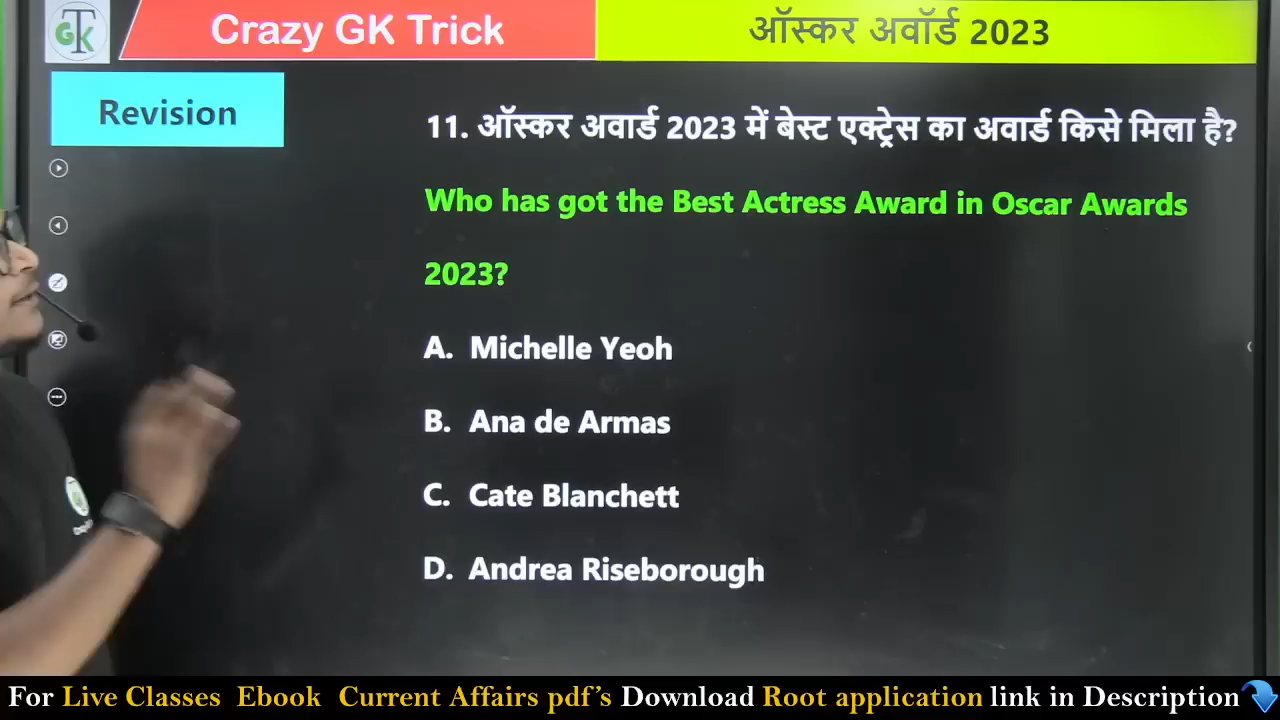 GTK
Crazy GK Trick
ऑस्कर अवॉर्ड 2023
Revision
11. ऑस्कर अवार्ड 2023 में बेस्ट एक्ट्रेस का अवार्ड किसे मिला है?
Who has got the Best Actress Award in Oscar Awards
2023?
A. Michelle Yeoh
B. Ana de Armas
C. Cate Blanchett
D. Andrea Riseborough
For Live Classes Ebook Current Affairs pdf's Download Root application link in Description